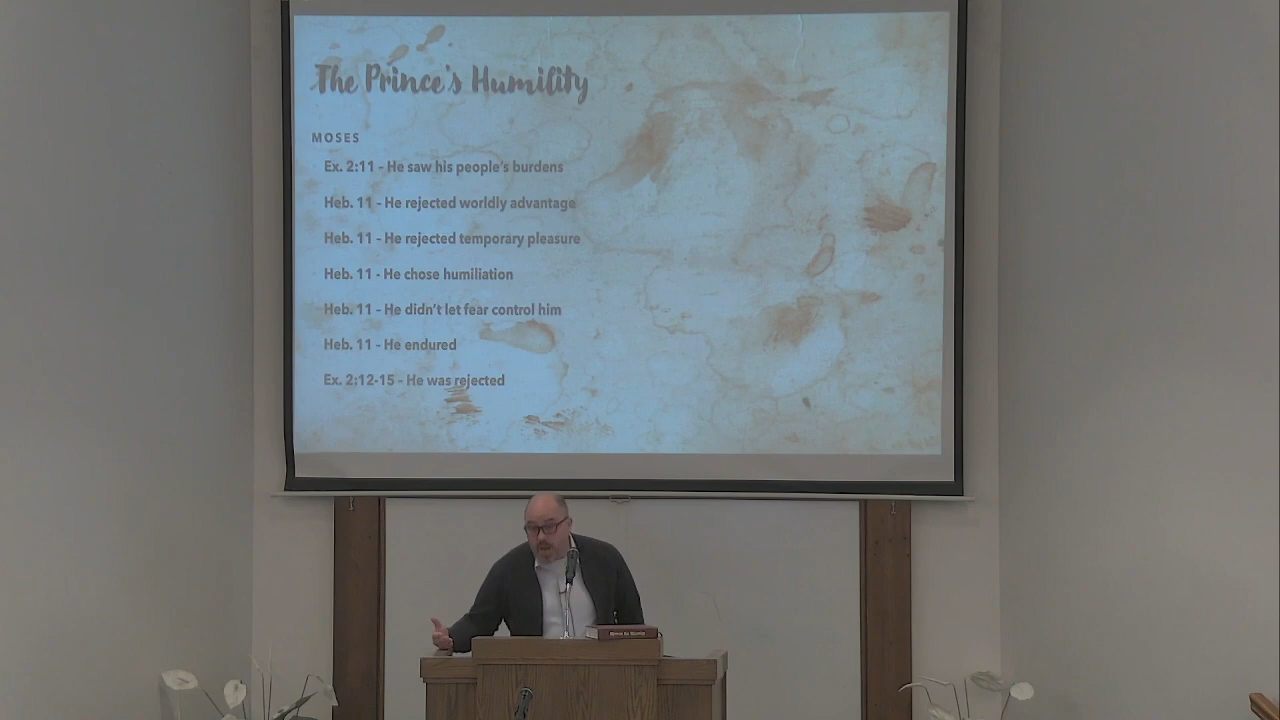 The Prince's Humility
MOSES
Ex. 2:11 - He saw his people's burdens
Heb. 11 - He rejected worldly advantage
Heb. 11 - He rejected temporary pleasure
Heb. 11 - He chose humiliation
Heb. 11 - He didn't let fear control him
Heb. 11 - He endured
Ex. 2:12-15 - He was rejected